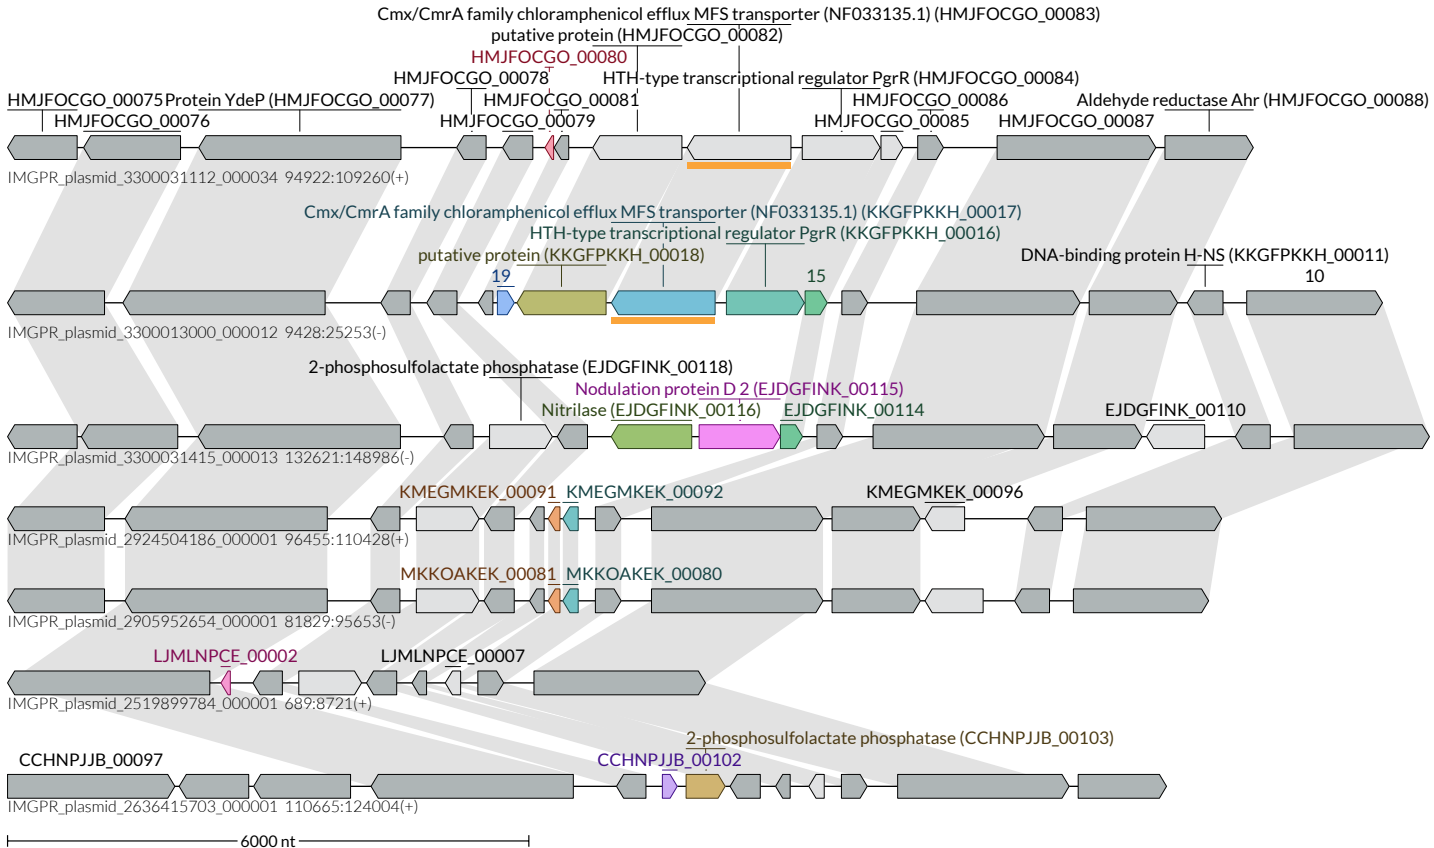 Cmx/CmrA family chloramphenicol efflux MFS transporter (NF033135.1) (HMJFOCGO_00083)
putative protein (HMJFOCGO_00082)
HMJFOCGO_00080
HMJFOCGO_00078 HTH-type transcriptional regulator PgrR (HMJFOCGO_00084)
HMJFOCGO_00075 Protein YdeP (HMJFOCGO_00077) HMJFOCGO_00081 HMJFOCGO_00086 Aldehyde reductase Ahr (HMJFOCGO_00088)
HMJFOCGO_00076 HMJFOCGO_00079 HMJFOCGO_00085 HMJFOCGO_00087
IMGPR_plasmid_3300031112_000034 94922:109260(+)
Cmx/CmrA family chloramphenicol efflux MFS transporter (NF033135.1) (KKGFPKKH_00017)
HTH-type transcriptional regulator PgrR (KKGFPKKH_00016)
putative protein (KKGFPKKH_00018) DNA-binding protein H-NS (KKGFPKKH_00011)
19 15 10
IMGPR_plasmid_3300013000_000012 9428:25253(-)
2-phosphosulfolactate phosphatase (EJDGFINK_00118)
Nodulation protein D 2 (EJDGFINK_00115)
Nitrilase (EJDGFINK_00116) EJDGFINK_00114 EJDGFINK_00110
IMGPR_plasmid_3300031415_000013 132621:148986(-)
KMEGMKEK_00091 KMEGMKEK_00092 KMEGMKEK_00096
IMGPR_plasmid_2924504186_000001 96455:110428(+)
MKKOAKEK_00081 MKKOAKEK_00080
IMGPR_plasmid_2905952654_000001 81829:95653(-)
LJMLNPCE_00002 LJMLNPCE_00007
IMGPR_plasmid_2519899784_000001 689:8721(+)
2-phosphosulfolactate phosphatase (CCHNPJJB_00103)
CCHNPJJB_00097 CCHNPJJB_00102
IMGPR_plasmid_2636415703_000001 110665:124004(+)
6000 nt